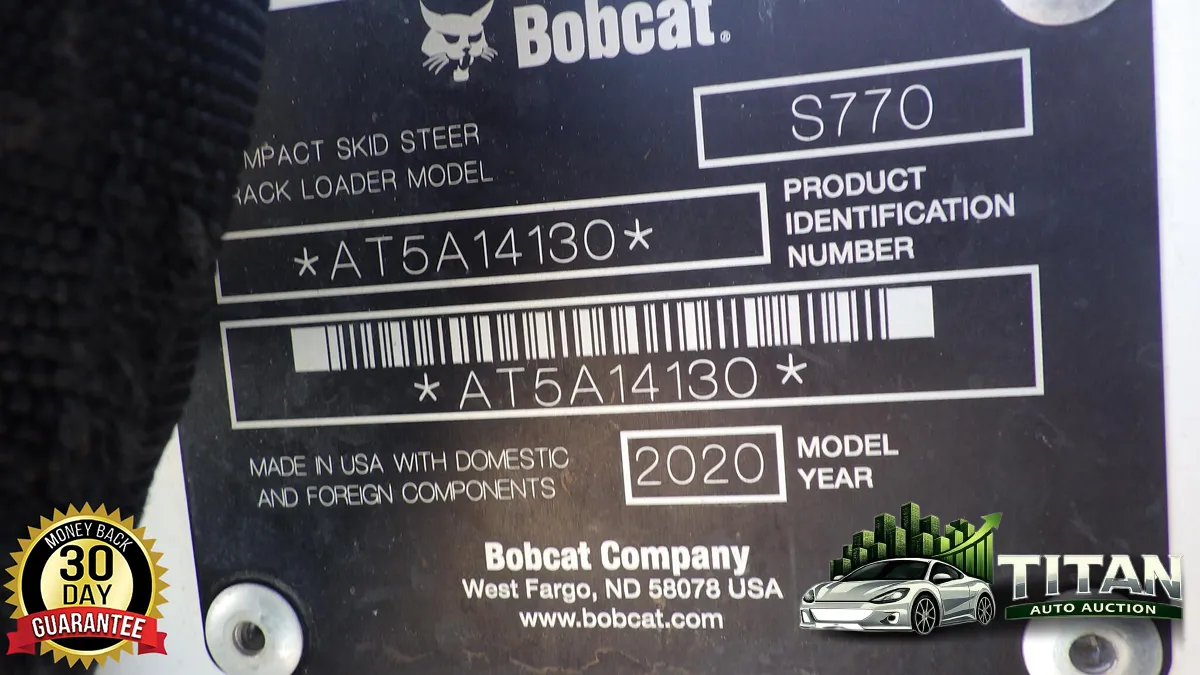 Bobcat®
S770
MPACT SKID STEER
RACK LOADER MODEL
PRODUCT
IDENTIFICATION
NUMBER
*AT5A14130*
*AT5A14130*
MADE IN USA WITH DOMESTIC
AND FOREIGN COMPONENTS
2020
MODEL
YEAR
Bobcat Company
West Fargo, ND 58078 USA
www.bobcat.com
MONEY BACK
30
DAY
GUARANTEE
TITAN
AUTO AUCTION